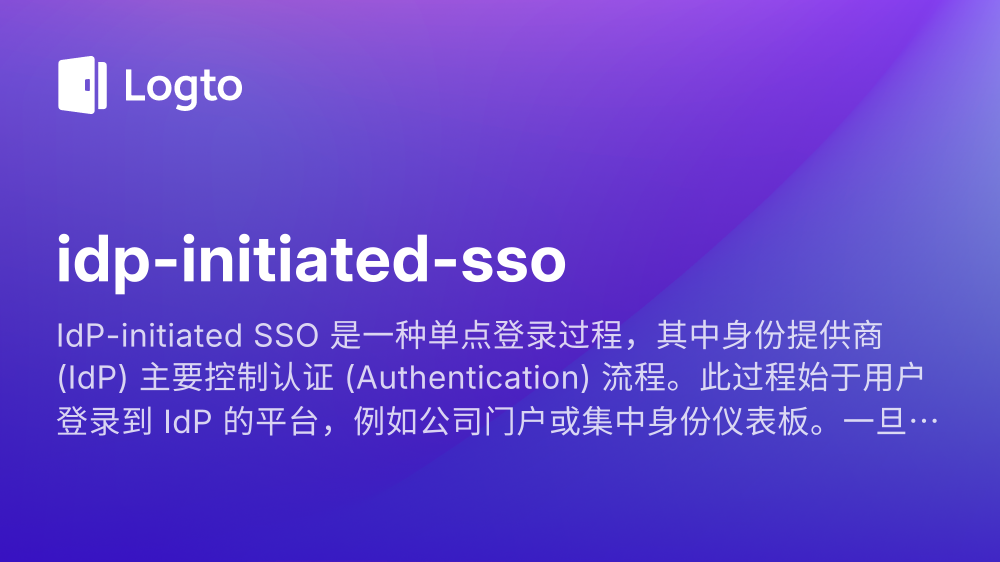 Logto
idp-initiated-sso
IdP-initiated SSO 是一种单点登录过程，其中身份提供商
(IdP) 主要控制认证 (Authentication) 流程。此过程始于用户
登录到 IdP 的平台，例如公司门户或集中身份仪表板。一旦…